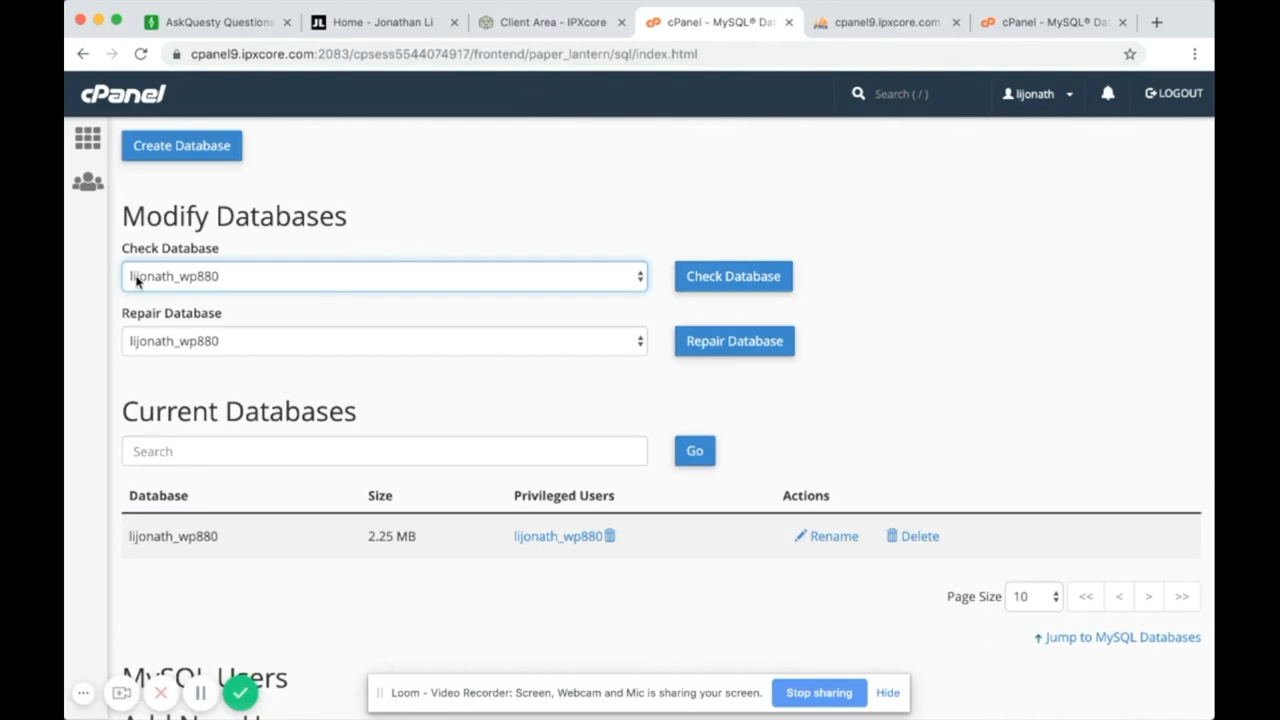 AskQuesty Questions
Home - Jonathan Li
Client Area - IPXcore
cPanel - MySQL® Dat
cpanel9.ipxcore.com
cPanel - MySQL® Dat
cpanel9.ipxcore.com:2083/cpsess5544074917/frontend/paper_lantern/sql/index.html
cPanel
Search ( / )
lijonath
LOGOUT
Create Database
Modify Databases
Check Database
lijonath_wp880
Check Database
Repair Database
lijonath_wp880
Repair Database
Current Databases
Search
Go
Database Size Privileged Users Actions
lijonath_wp880 2.25 MB lijonath_wp880 Rename Delete
Page Size 10 << < > >>
Jump to MySQL Databases
MySQL Users
Loom - Video Recorder: Screen, Webcam and Mic is sharing your screen.
Stop sharing
Hide